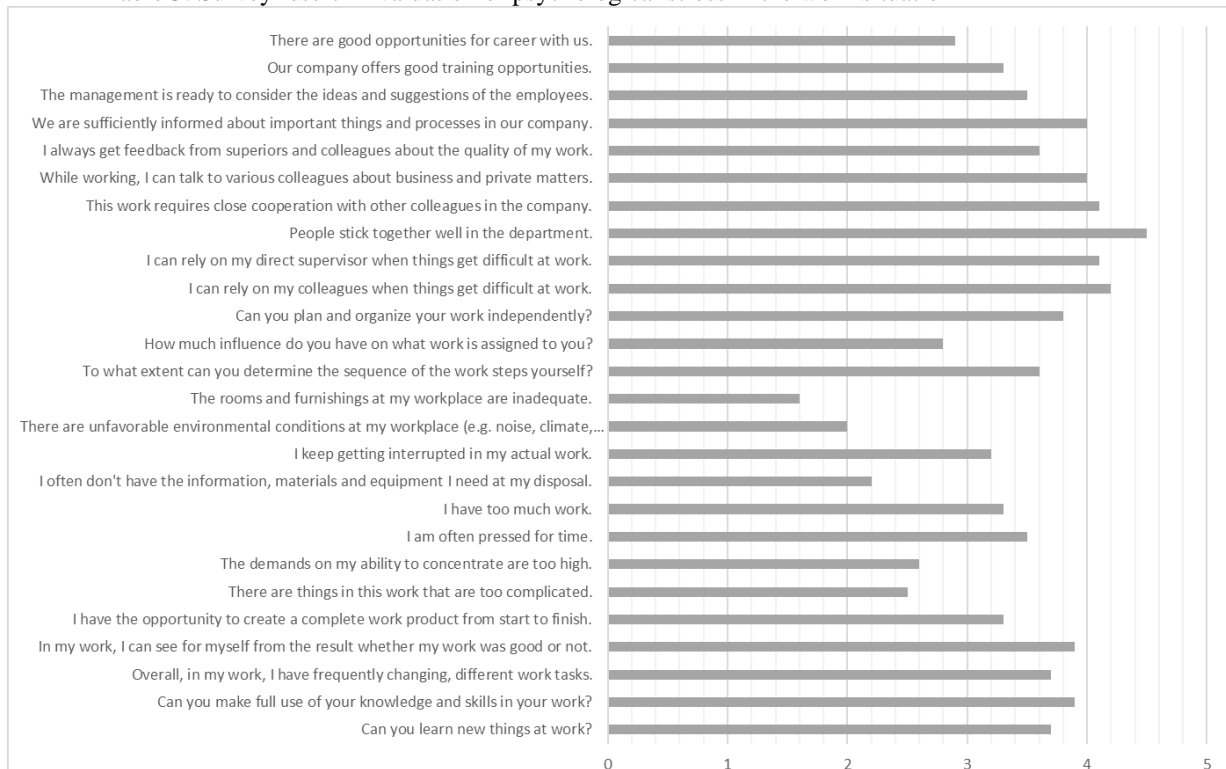 There are good opportunities for career with us.
Our company offers good training opportunities.
The management is ready to consider the ideas and suggestions of the employees.
We are sufficiently informed about important things and processes in our company.
I always get feedback from superiors and colleagues about the quality of my work.
While working, I can talk to various colleagues about business and private matters.
This work requires close cooperation with other colleagues in the company.
People stick together well in the department.
I can rely on my direct supervisor when things get difficult at work.
I can rely on my colleagues when things get difficult at work.
Can you plan and organize your work independently?
How much influence do you have on what work is assigned to you?
To what extent can you determine the sequence of the work steps yourself?
The rooms and furnishings at my workplace are inadequate.
There are unfavorable environmental conditions at my workplace (e.g. noise, climate,...
I keep getting interrupted in my actual work.
I often don't have the information, materials and equipment I need at my disposal.
I have too much work.
I am often pressed for time.
The demands on my ability to concentrate are too high.
There are things in this work that are too complicated.
I have the opportunity to create a complete work product from start to finish.
In my work, I can see for myself from the result whether my work was good or not.
Overall, in my work, I have frequently changing, different work tasks.
Can you make full use of your knowledge and skills in your work?
Can you learn new things at work?
0 1 2 3 4 5